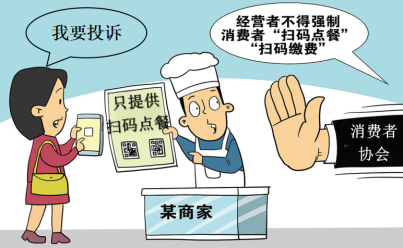 我要投诉
经营者不得强制
消费者“扫码点餐”
“扫码缴费”
只提供
扫码点餐
消费者
协会
某商家